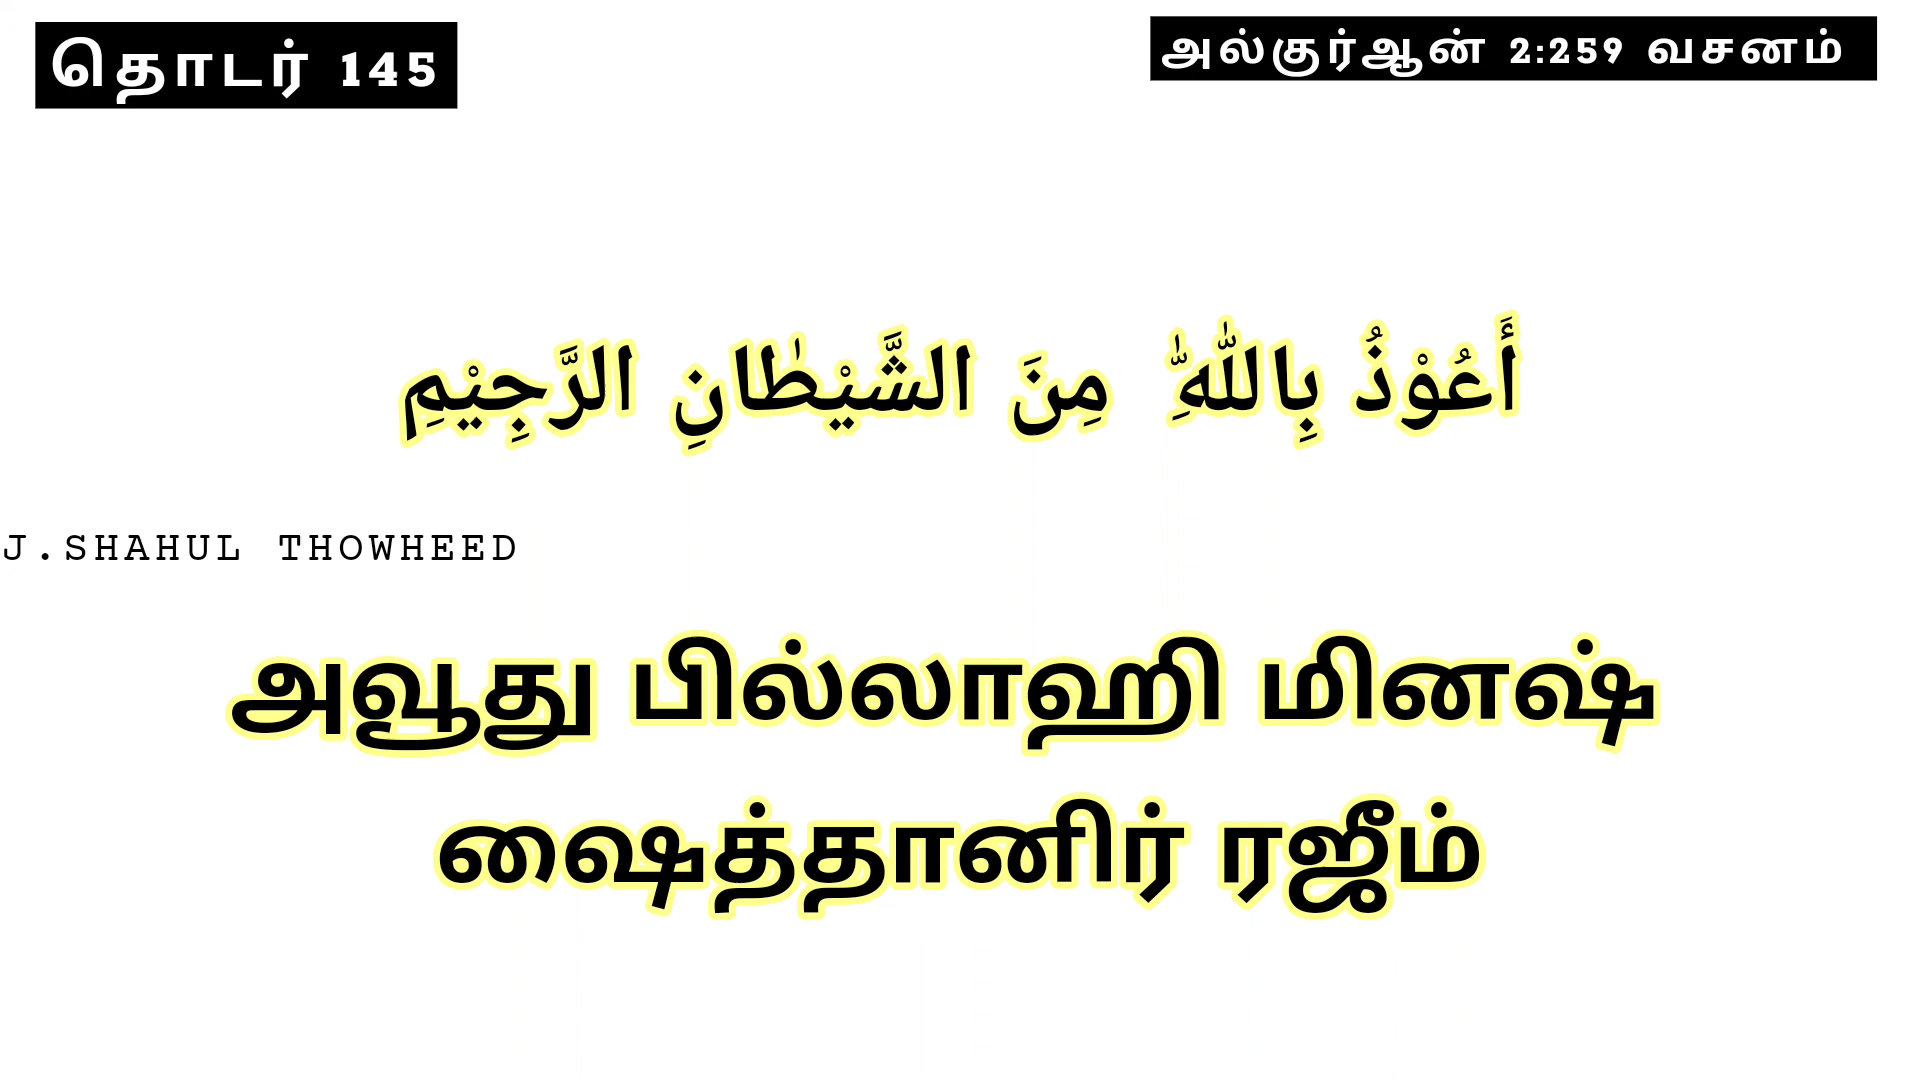 தொடர் 145
அல்குர்ஆன் 2:259 வசனம்
أَعُوْذُ بِاللّٰهِ مِنَ الشَّيْطٰانِ الرَّجِيْمِ
J.SHAHUL THOWHEED
அவூது பில்லாஹி மினஷ்
ஷைத்தானிர் ரஜீம்